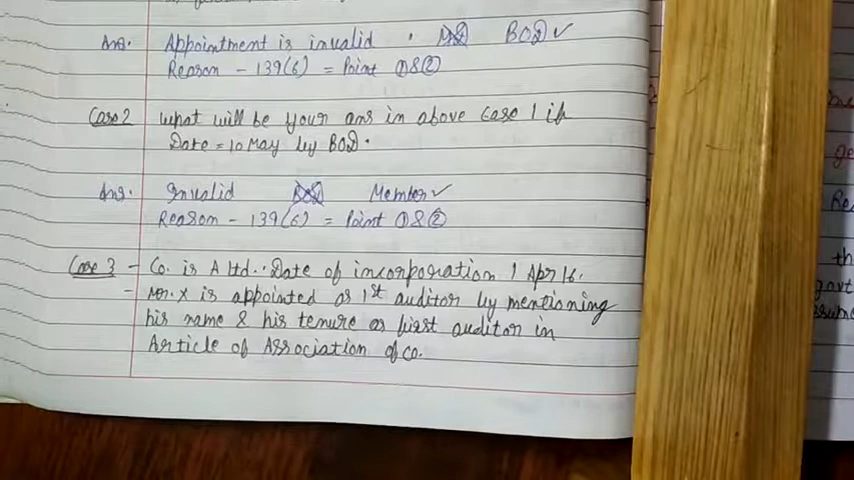 Ans. Appointment is invalid . BOD ✓
Reason - 139(6) = Point ①&②
Case 2 what will be your ans in above case 1 if
Date = 10 May by BOD.
Ans. Invalid Member ✓
Reason - 139(6) = Point ①&②
Case 3 - Co. is A ltd.. Date of incorporation 1 Apr 16.
- Mr. X is appointed as 1st auditor by mentioning
his name & his tenure as first auditor in
Article of Association of co.